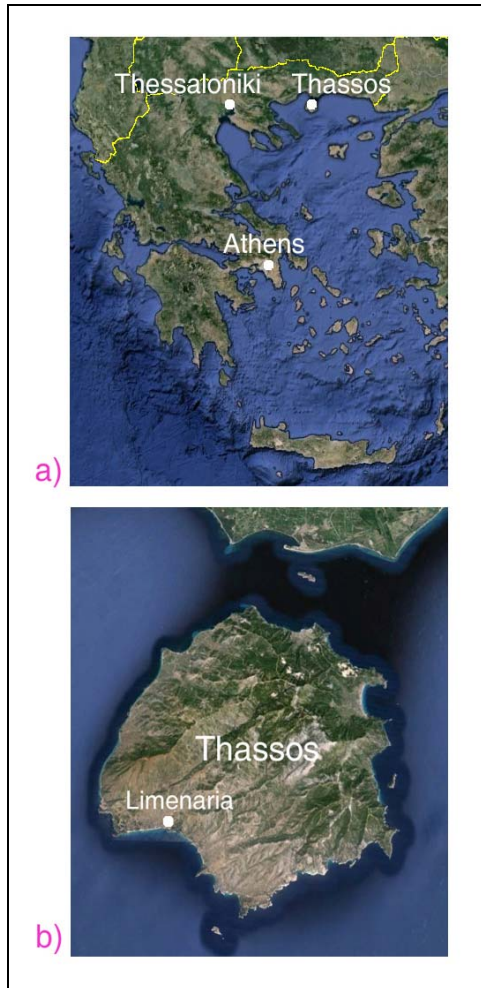 Thessaloniki Thassos
Athens
a)
Thassos
Limenaria
b)